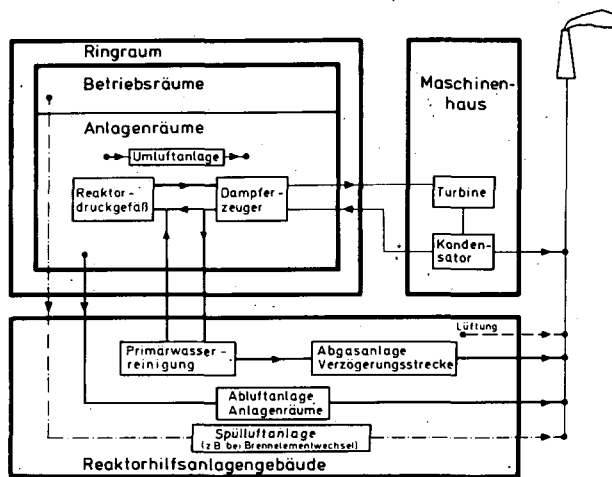 Ringraum
Betriebsräume
Anlagenräume
Umluftanlage
Reaktor-
druckgefäß
Dampfer-
zeuger
Maschinen-
haus
Turbine
Konden-
sator
Lüftung
Primärwasser-
reinigung
Abgasanlage
Verzögerungsstrecke
Abluftanlage
Anlagenräume
Spülluftanlage
(z.B. bei Brennelementwechsel)
Reaktorhilfsanlagengebäude